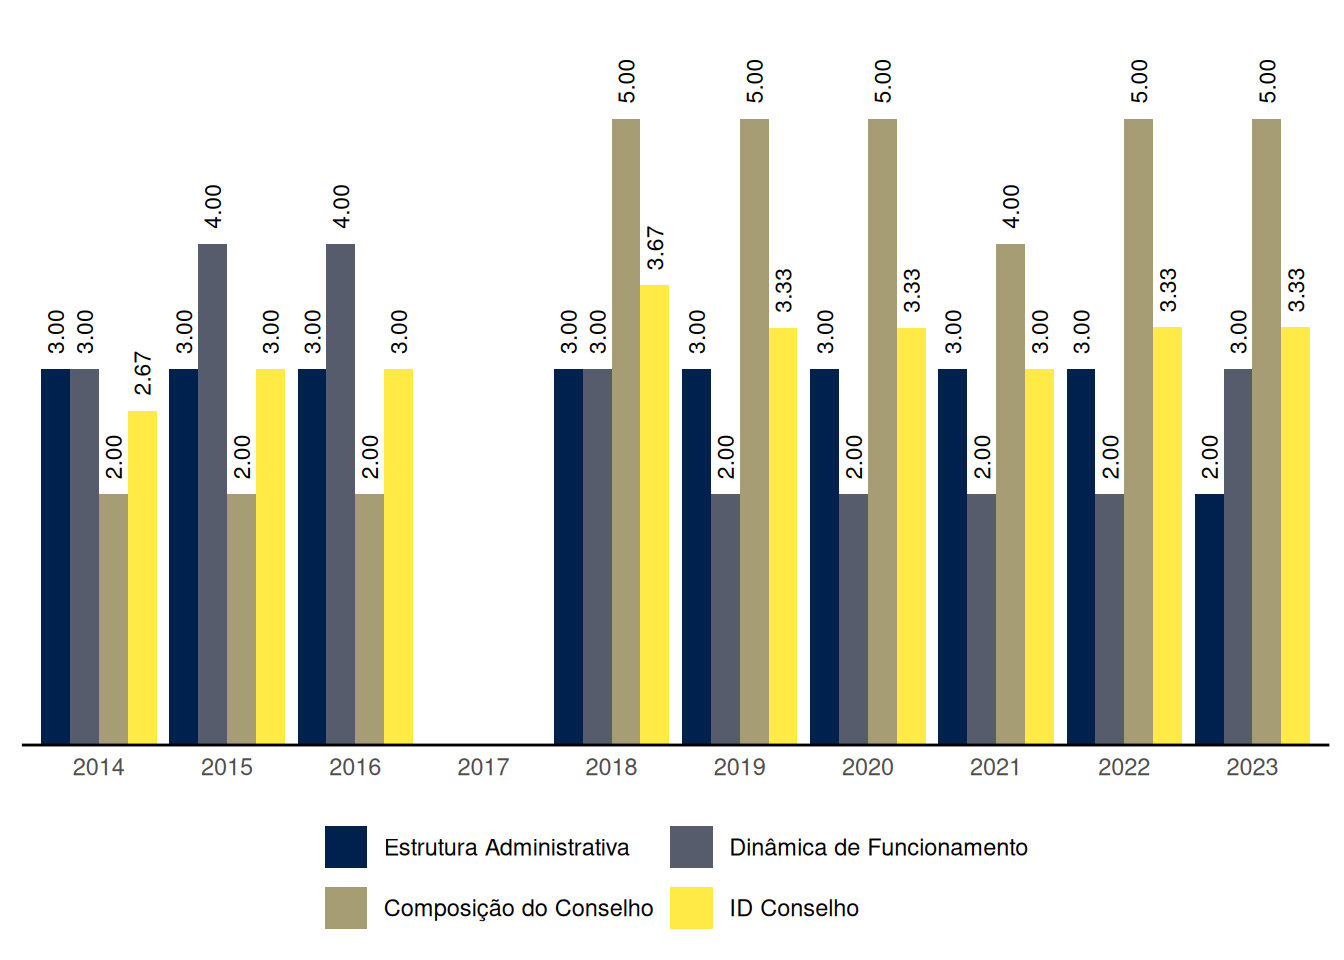 3.00 3.00 2.00 2.67 3.00 4.00 2.00 3.00 3.00 4.00 2.00 3.00 3.00 3.00 5.00 3.67 3.00 2.00 5.00 3.33 3.00 2.00 5.00 3.33 3.00 2.00 4.00 3.00 3.00 2.00 5.00 3.33 2.00 3.00 5.00 3.33
2014 2015 2016 2017 2018 2019 2020 2021 2022 2023
Estrutura Administrativa Dinâmica de Funcionamento
Composição do Conselho ID Conselho